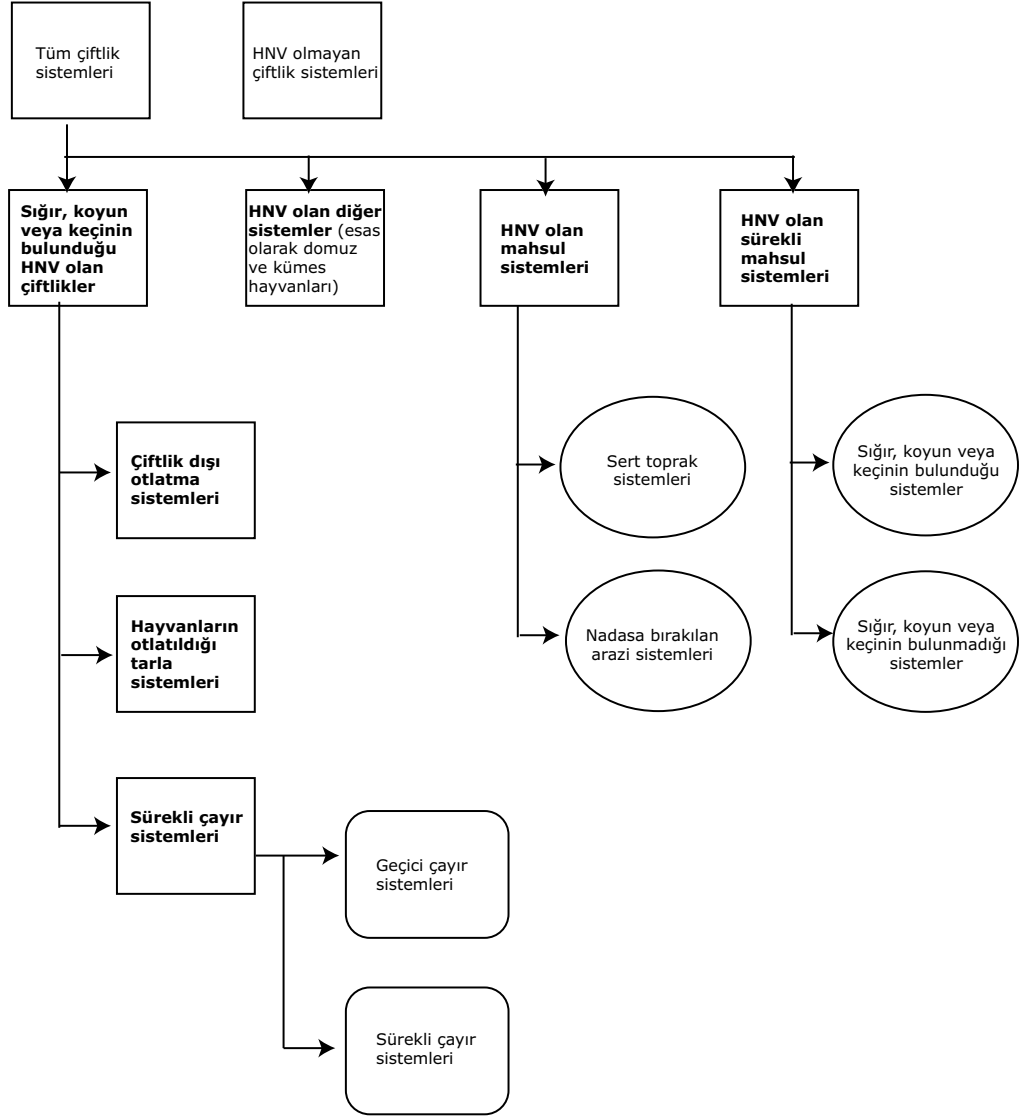 Tüm çiftlik
sistemleri
HNV olmayan
çiftlik sistemleri
Sığır, koyun
veya keçinin
bulunduğu
HNV olan
çiftlikler
HNV olan diğer
sistemler (esas
olarak domuz
ve kümes
hayvanları)
HNV olan
mahsul
sistemleri
HNV olan
sürekli
mahsul
sistemleri
Çiftlik dışı
otlatma
sistemleri
Sert toprak
sistemleri
Sığır, koyun veya
keçinin bulunduğu
sistemler
Hayvanların
otlatıldığı
tarla
sistemleri
Nadasa bırakılan
arazi sistemleri
Sığır, koyun veya
keçinin bulunmadığı
sistemler
Sürekli çayır
sistemleri
Geçici çayır
sistemleri
Sürekli çayır
sistemleri